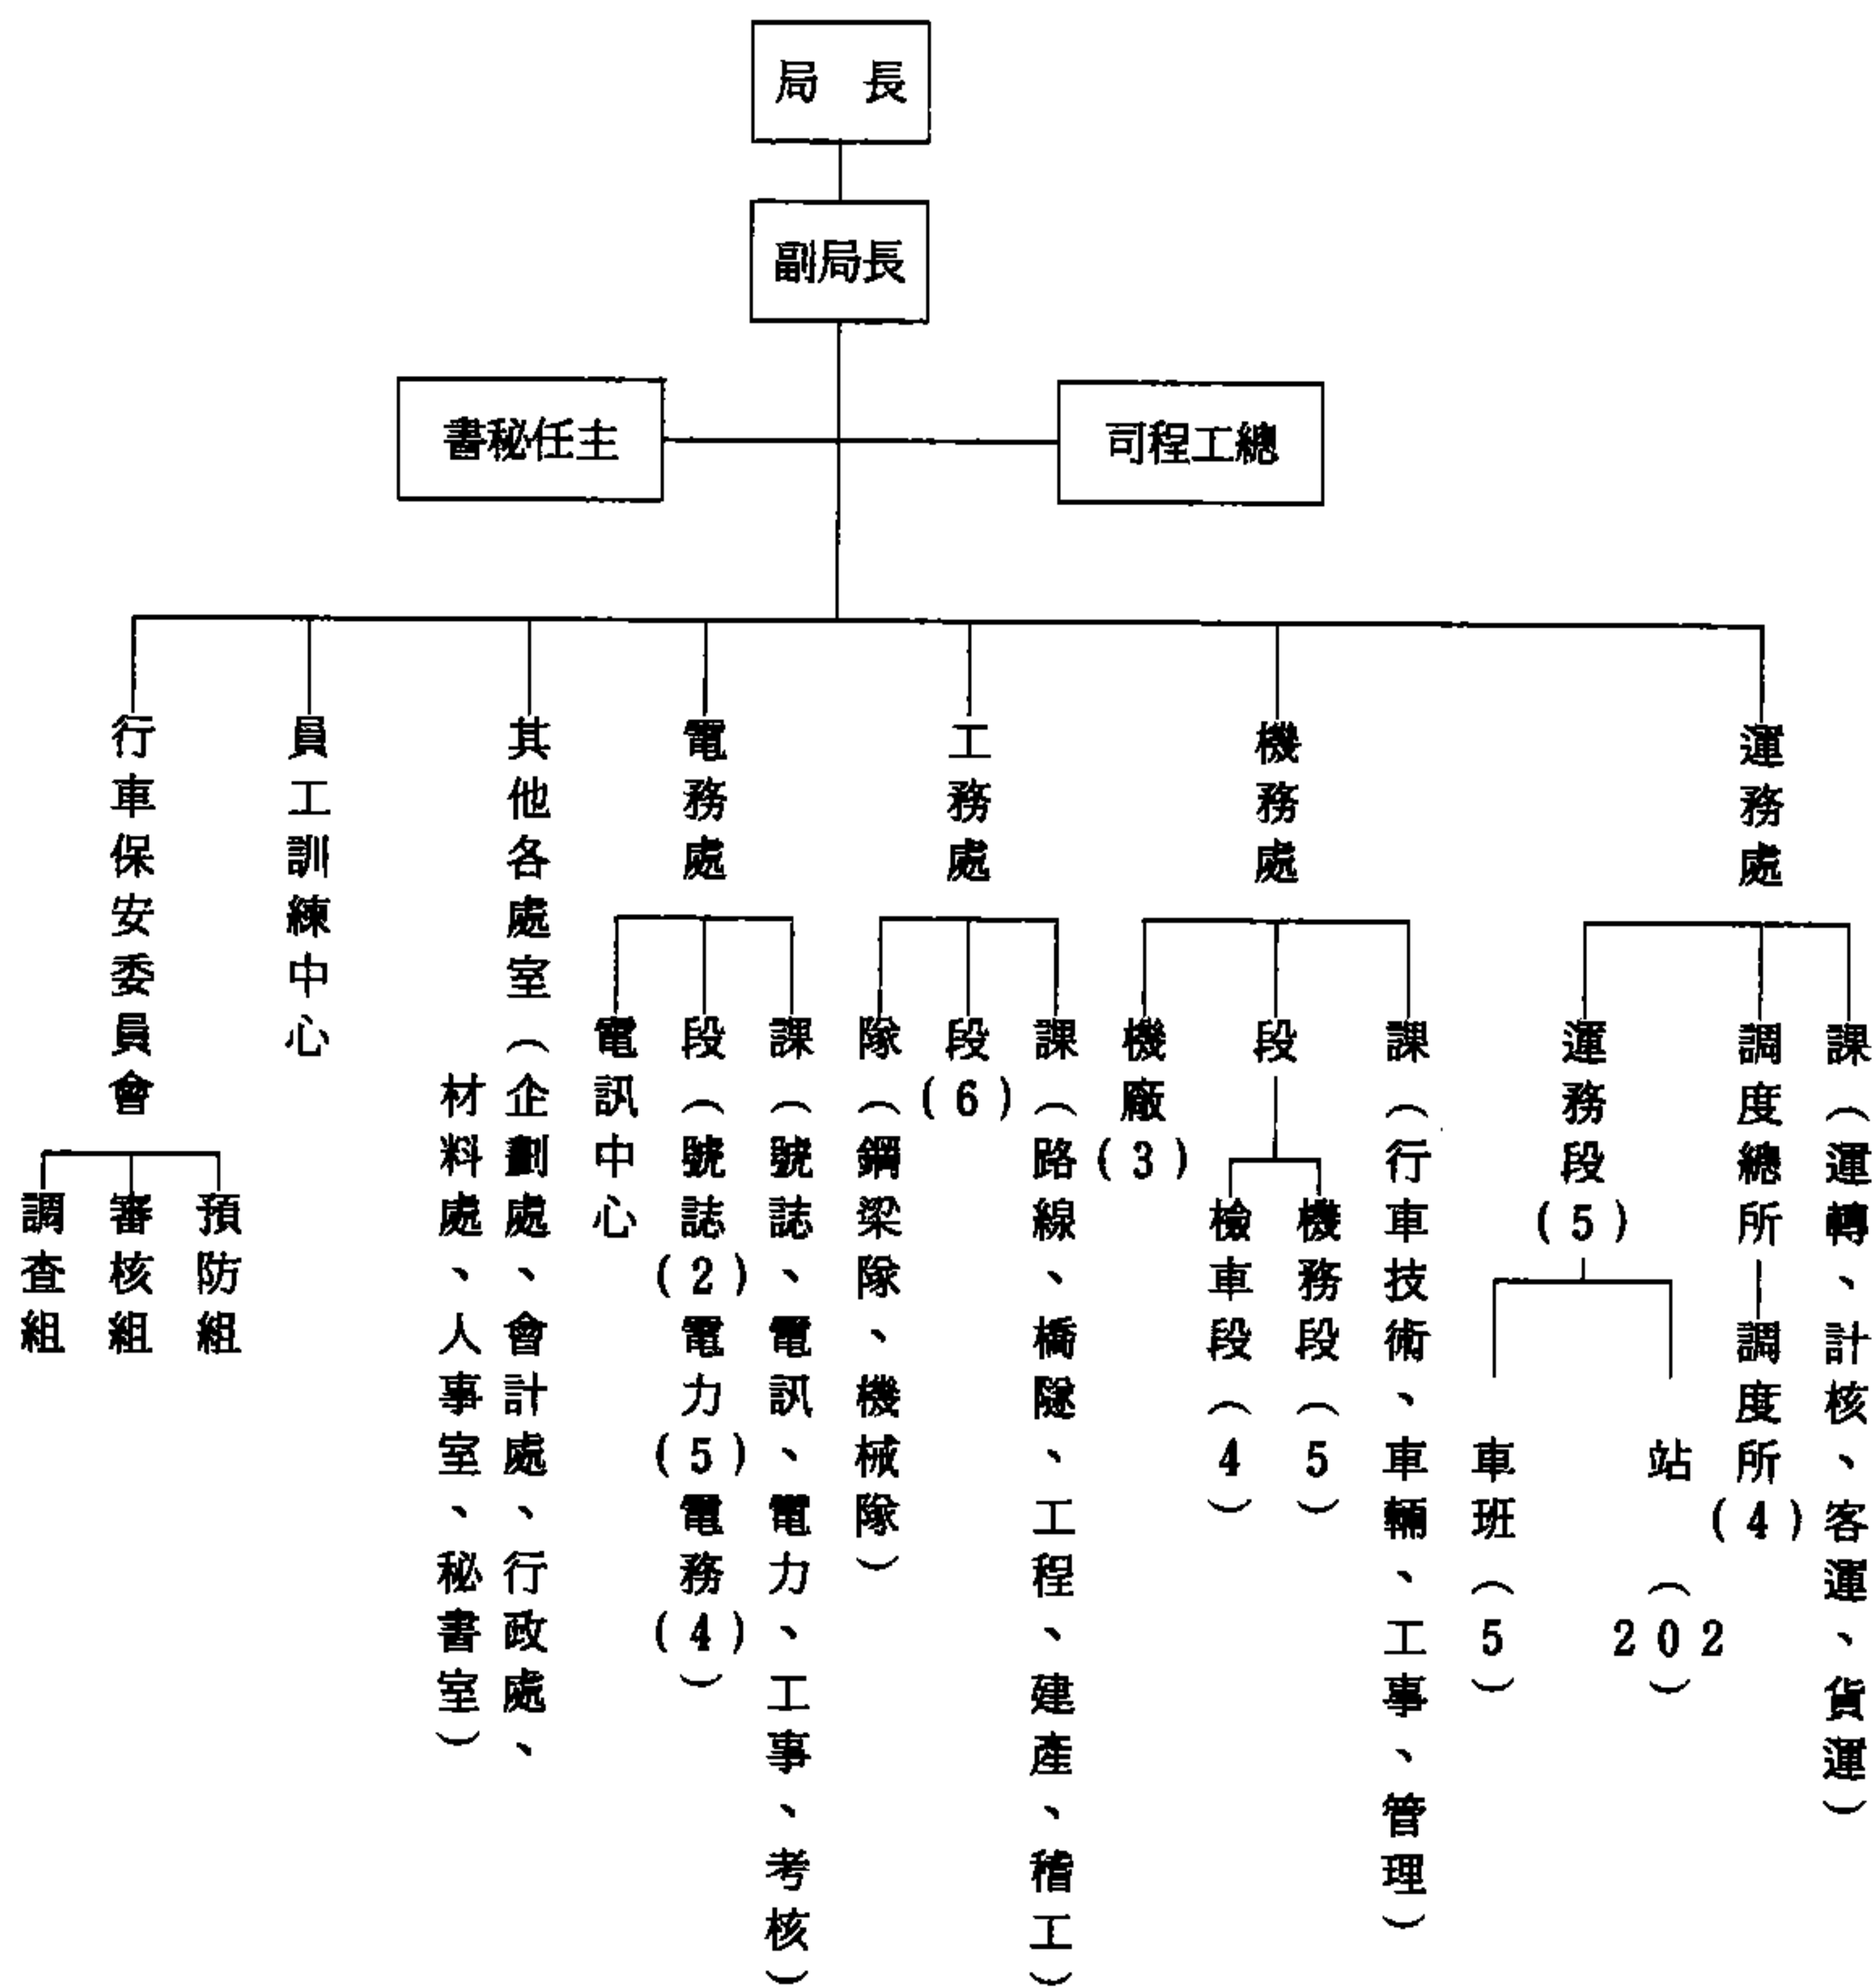 局長
副局長
總工程司
主任秘書
運務處
課（運轉、計核、客運、貨運）
調度總所
調度所(4)
運務段(5)
站（202）
車班（5）
機務處
課（行車技術、車輛、工事、管理）
段
機務段（5）
檢車段（4）
機廠(3)
工務處
課（路線、橋隧、工程、建產、稽工）
段(6)
隊（鋼梁隊、機械隊）
電務處
課（號誌、電訊、電力、工事、考核）
段（號誌(2)電力(5)電務(4)）
電訊中心
其他各處室（企劃處、會計處、行政處、
材料處、人事室、秘書室）
員工訓練中心
行車保安委員會
預防組
審核組
調查組